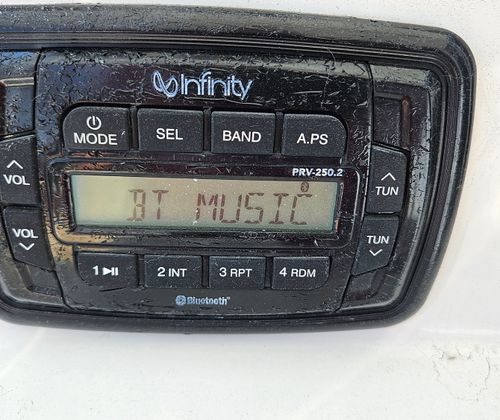 Infinity
MODE SEL BAND A.PS
PRV-250.2
VOL TUN
BT MUSIC
VOL TUN
1 2 INT 3 RPT 4 RDM
Bluetooth